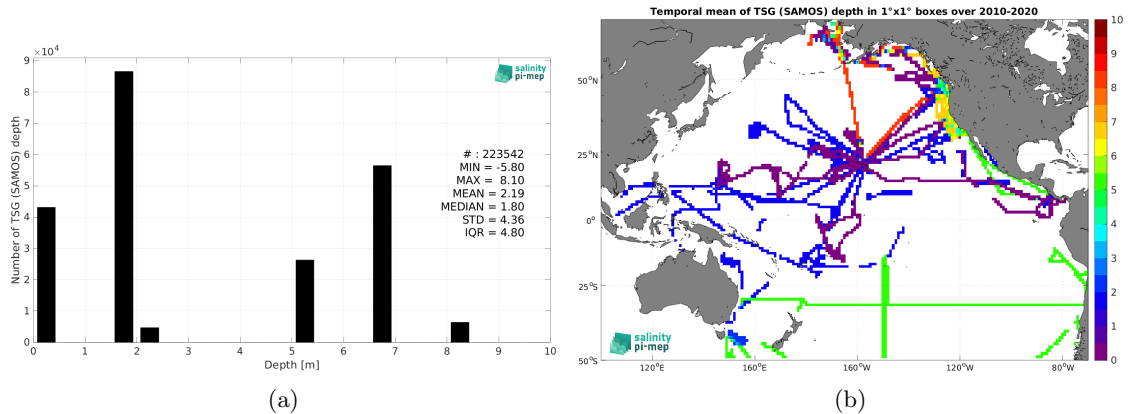 ×10⁴
9
8
7
6
5
4
3
2
1
0
Number of TSG (SAMOS) depth
0 1 2 3 4 5 6 7 8 9 10
Depth [m]
salinity
pi-mep
# : 223542
MIN = -5.80
MAX = 8.10
MEAN = 2.19
MEDIAN = 1.80
STD = 4.36
IQR = 4.80
(a)
Temporal mean of TSG (SAMOS) depth in 1°x1° boxes over 2010-2020
50°N
25°N
0°
25°S
50°S
120°E 160°E 160°W 120°W 80°W
salinity
pi-mep
10
9
8
7
6
5
4
3
2
1
0
(b)